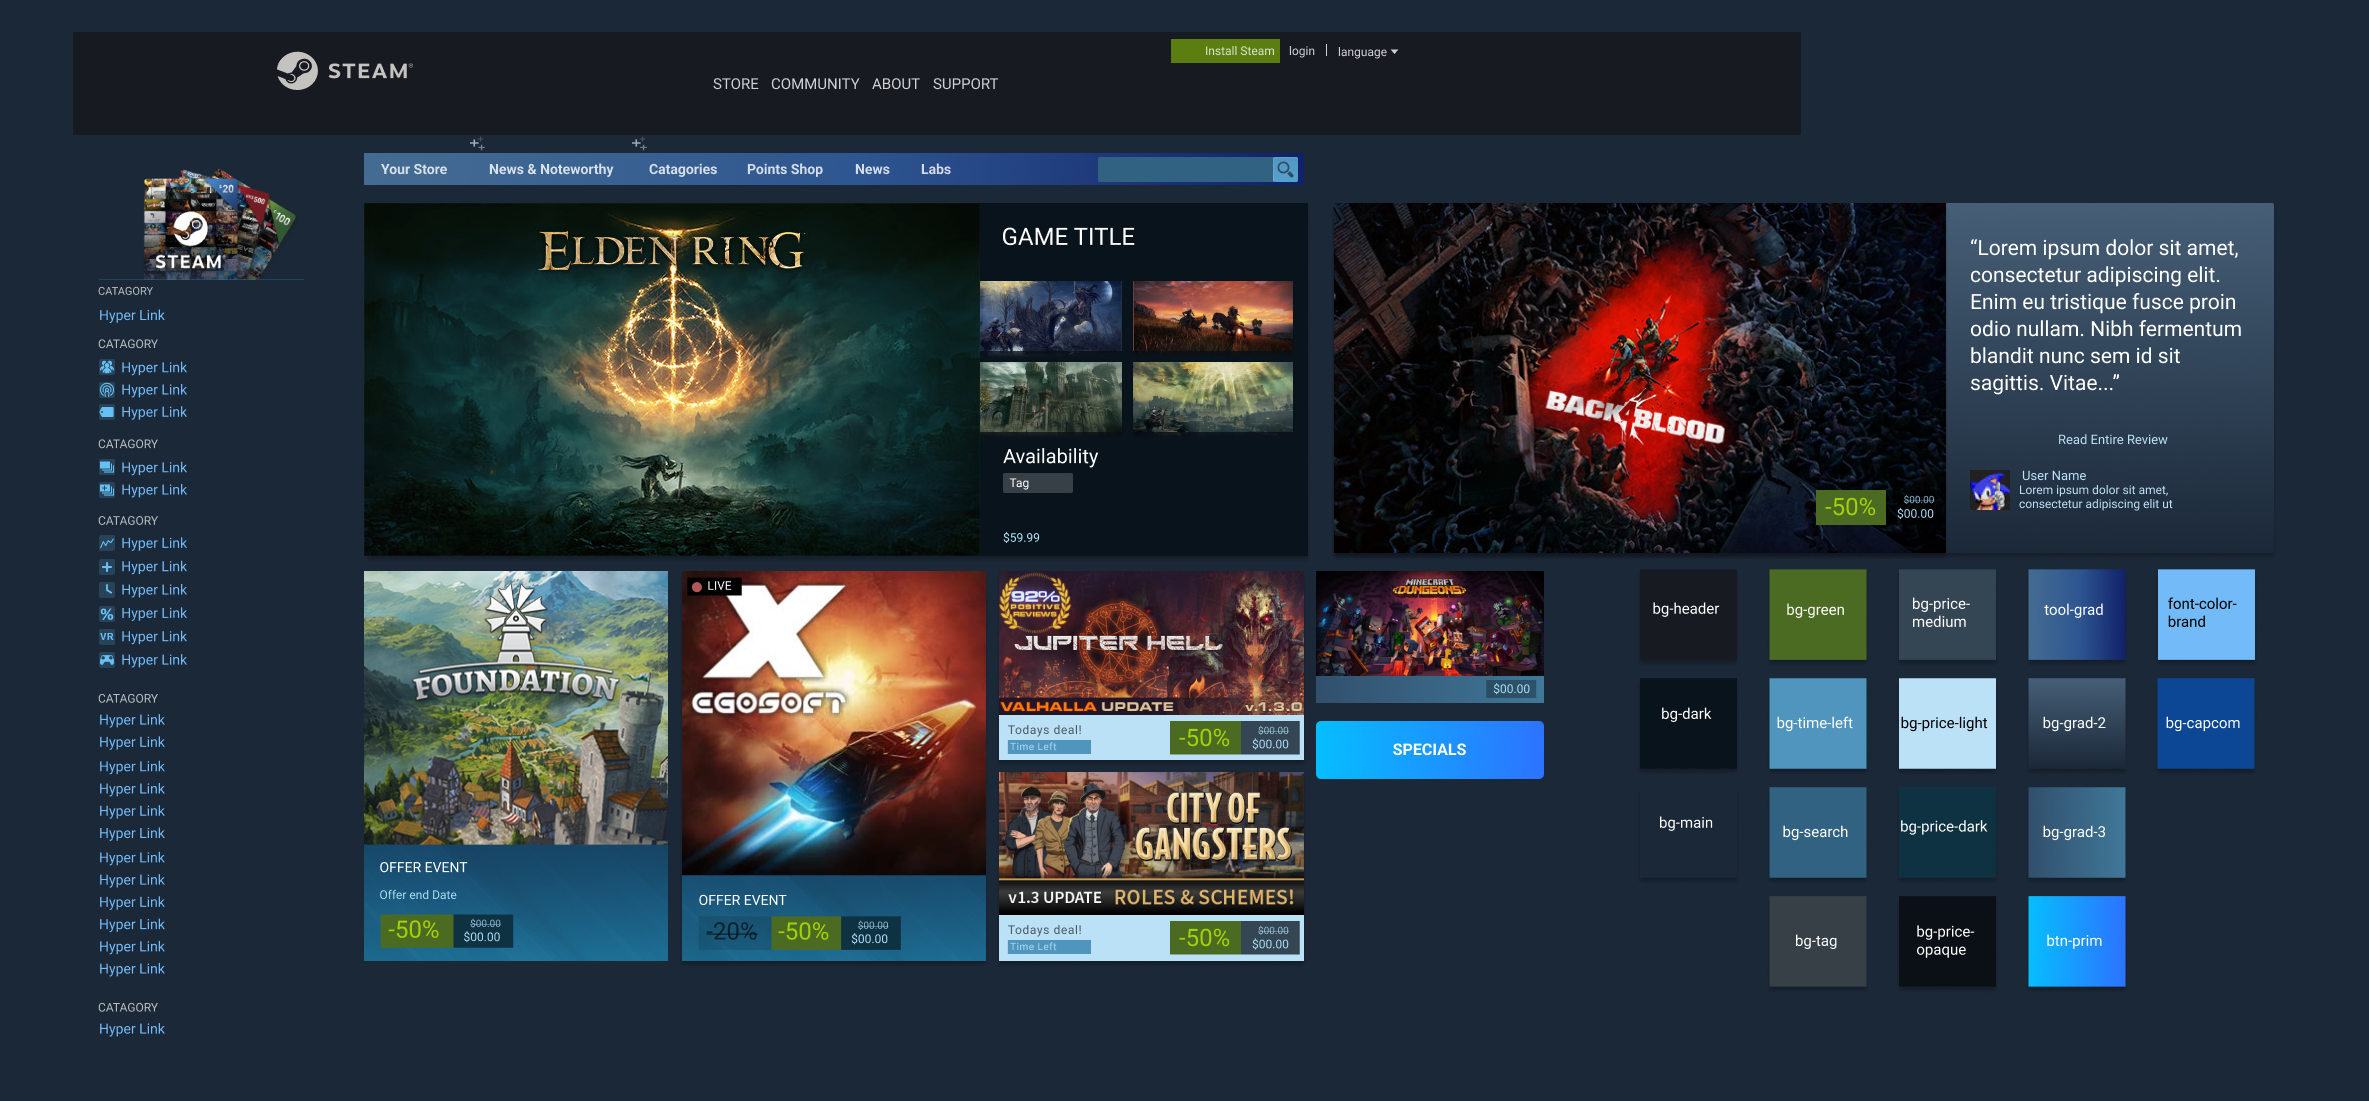 STEAM®
Install Steam
login
language
STORE COMMUNITY ABOUT SUPPORT
Your Store
News & Noteworthy
Catagories
Points Shop
News
Labs
$20
$100
STEAM
CATAGORY
Hyper Link
CATAGORY
Hyper Link
Hyper Link
Hyper Link
CATAGORY
Hyper Link
Hyper Link
CATAGORY
Hyper Link
Hyper Link
Hyper Link
Hyper Link
VR Hyper Link
Hyper Link
CATAGORY
Hyper Link
Hyper Link
Hyper Link
Hyper Link
Hyper Link
Hyper Link
Hyper Link
Hyper Link
Hyper Link
Hyper Link
Hyper Link
Hyper Link
CATAGORY
Hyper Link
ELDEN RING
GAME TITLE
Availability
Tag
$59.99
BACK 4 BLOOD
-50%
$00.00
$00.00
“Lorem ipsum dolor sit amet,
consectetur adipiscing elit.
Enim eu tristique fusce proin
odio nullam. Nibh fermentum
blandit nunc sem id sit
sagittis. Vitae...”
Read Entire Review
User Name
Lorem ipsum dolor sit amet,
consectetur adipiscing elit ut
FOUNDATION
OFFER EVENT
Offer end Date
-50%
$00.00
$00.00
LIVE
X
EGOSOFT
OFFER EVENT
-20%
-50%
$00.00
$00.00
92%
POSITIVE
REVIEWS
JUPITER HELL
VALHALLA UPDATE
v.1.3.0
Todays deal!
Time Left
-50%
$00.00
$00.00
CITY OF
GANGSTERS
v1.3 UPDATE ROLES & SCHEMES!
Todays deal!
Time Left
-50%
$00.00
$00.00
MINECRAFT
DUNGEONS
$00.00
SPECIALS
bg-header
bg-green
bg-price-
medium
tool-grad
font-color-
brand
bg-dark
bg-time-left
bg-price-light
bg-grad-2
bg-capcom
bg-main
bg-search
bg-price-dark
bg-grad-3
bg-tag
bg-price-
opaque
btn-prim